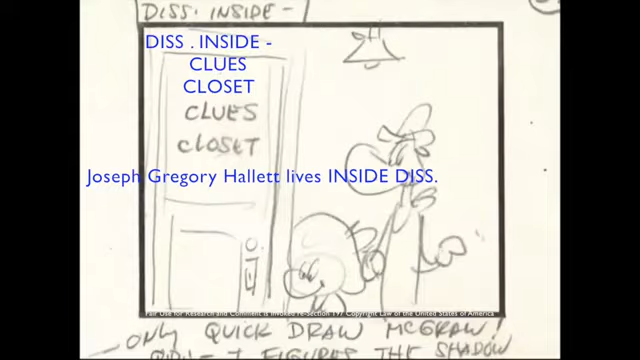 DISS. INSIDE -
DISS . INSIDE -
CLUES
CLOSET
CLUES
CLOSET
Joseph Gregory Hallett lives INSIDE DISS.
Fair Use for Research and Comment is invoked re-Section 197 Copyright Law of the United States of America
- ONLY QUICK DRAW McGRAW!
I FIGURES THE SHADOW